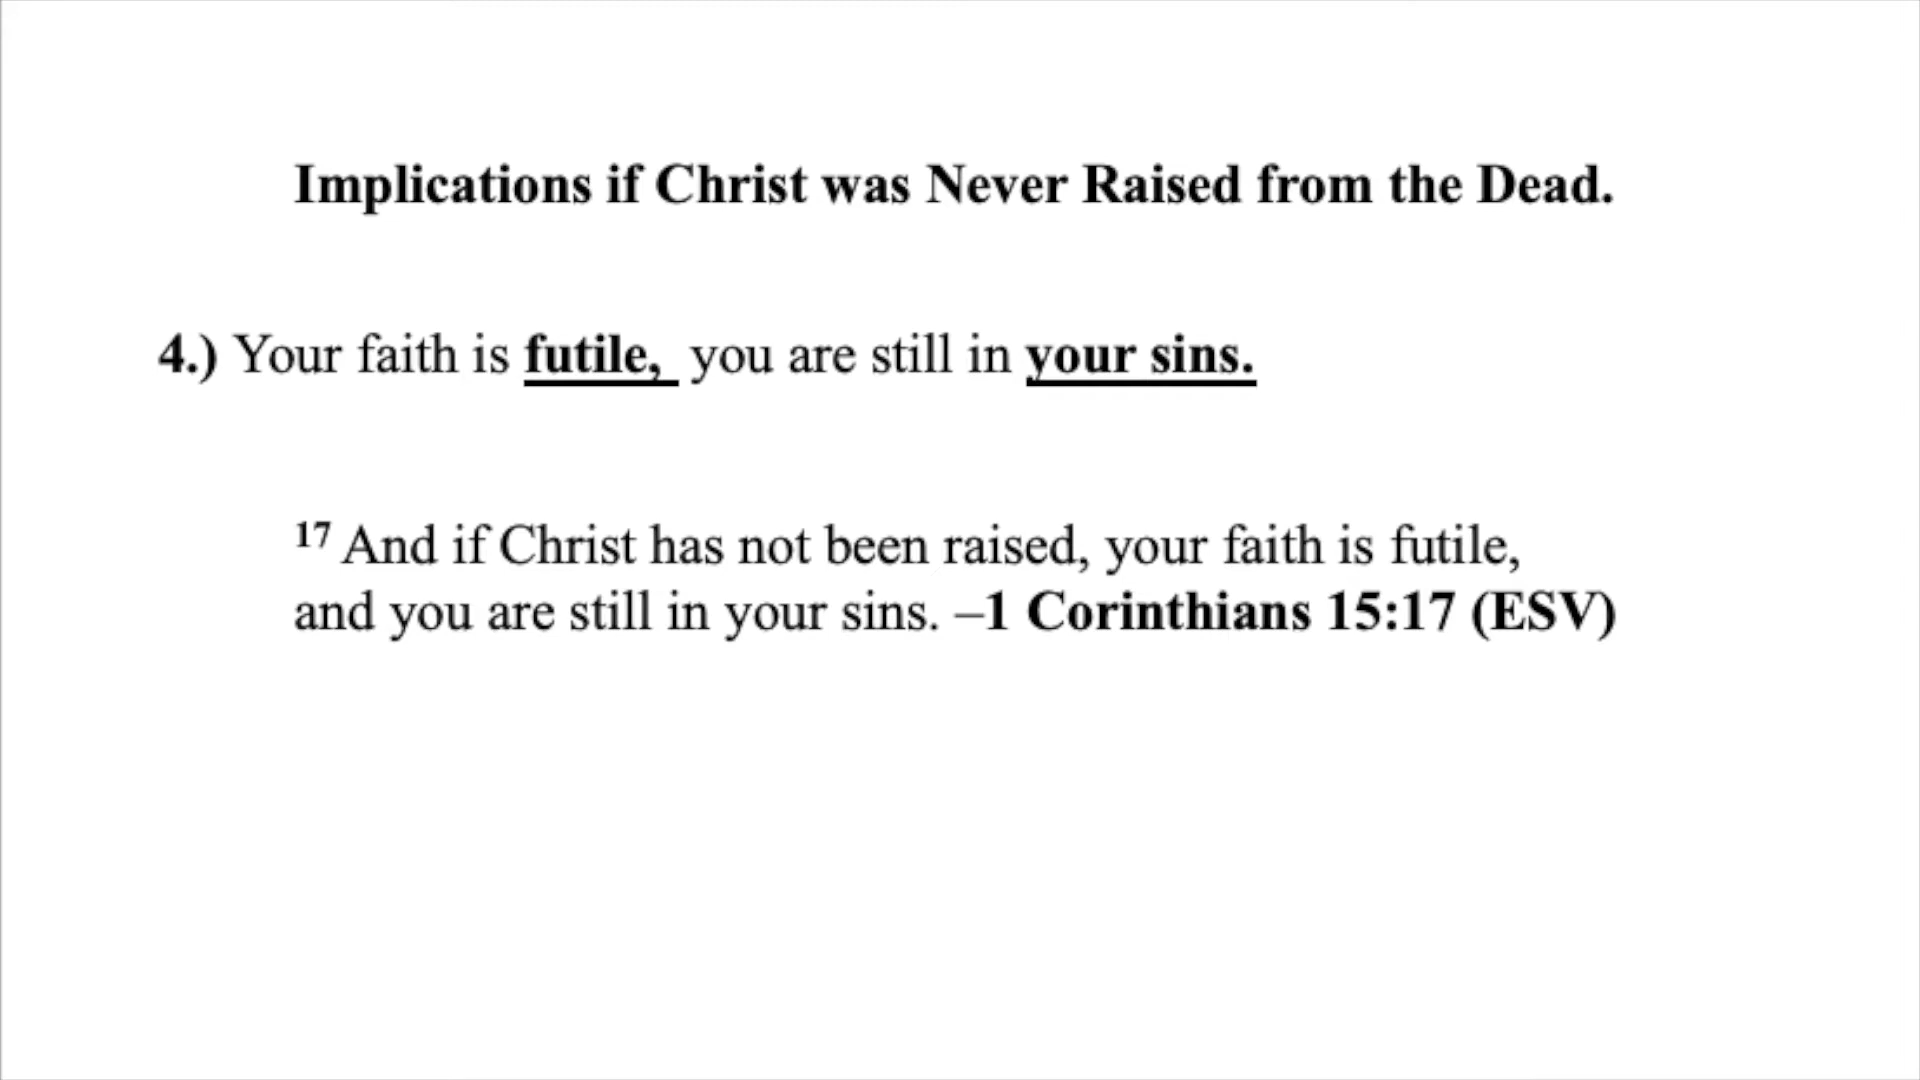 Implications if Christ was Never Raised from the Dead.
4.) Your faith is futile, you are still in your sins.
17 And if Christ has not been raised, your faith is futile,
and you are still in your sins. –1 Corinthians 15:17 (ESV)